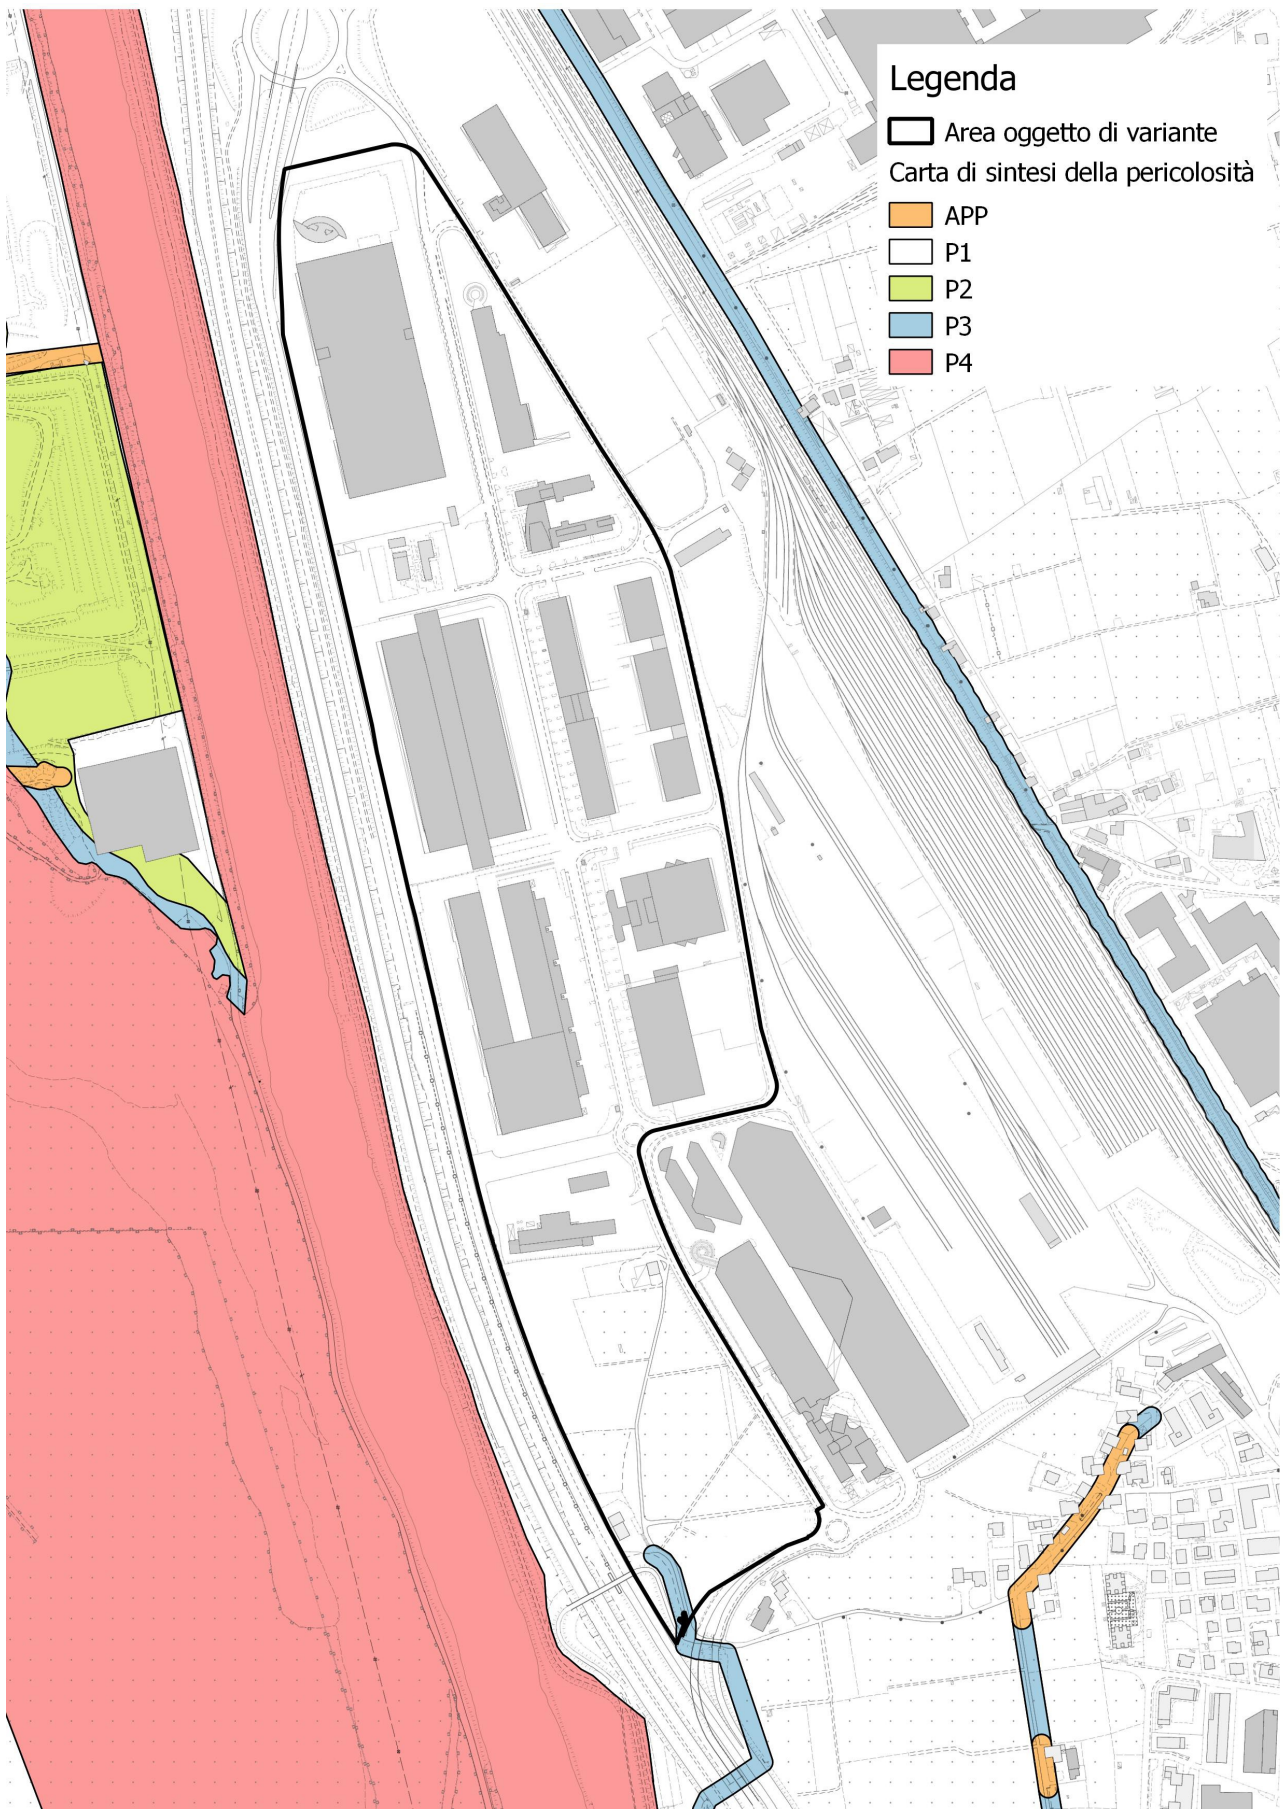 Legenda
Area oggetto di variante
Carta di sintesi della pericolosità
APP
P1
P2
P3
P4